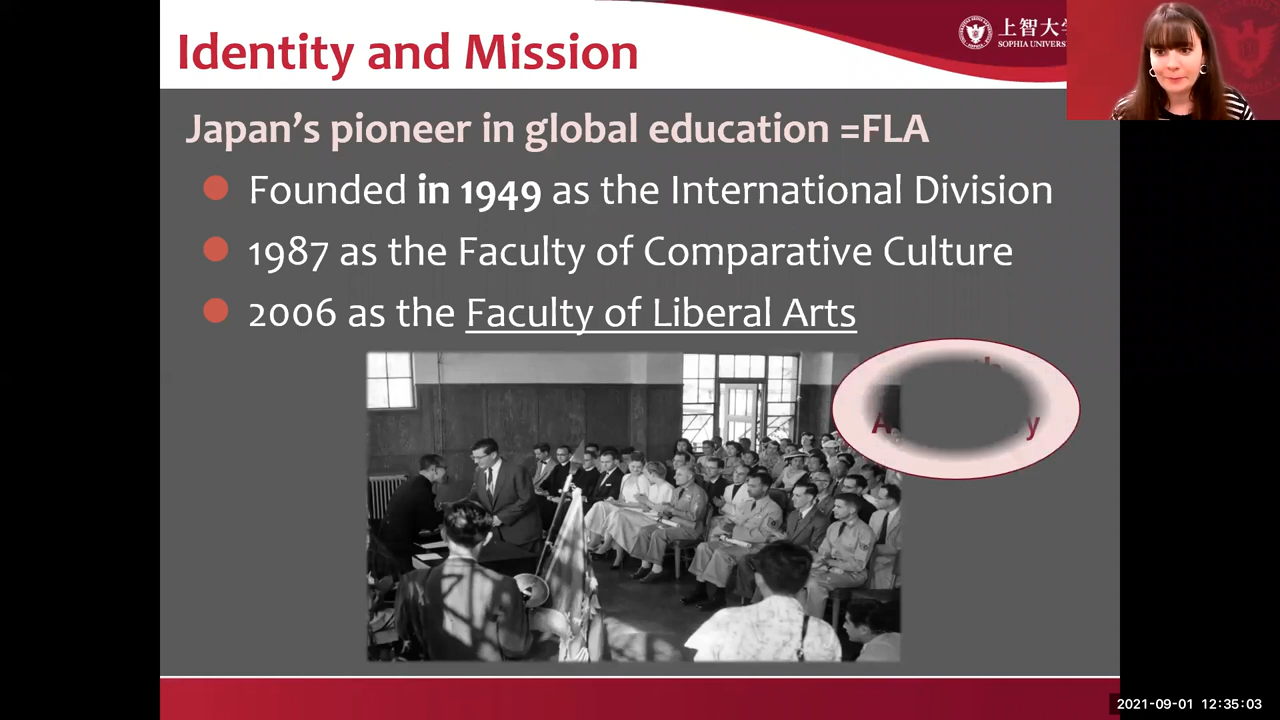 Identity and Mission
上智大学
SOPHIA UNIVERS
Japan's pioneer in global education =FLA
Founded in 1949 as the International Division
1987 as the Faculty of Comparative Culture
2006 as the Faculty of Liberal Arts
2021-09-01 12:35:03